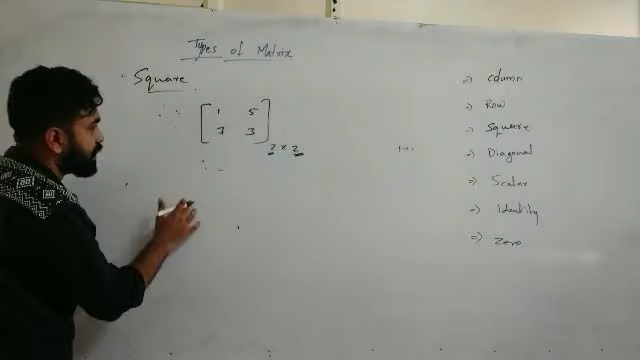 Types of Matrix
Square
∴ [ 1 5
7 3 ]
2 × 2
∴ -
⇒ column
⇒ Row
⇒ Square
⇒ Diagonal
⇒ Scaler
⇒ Identity
⇒ Zero